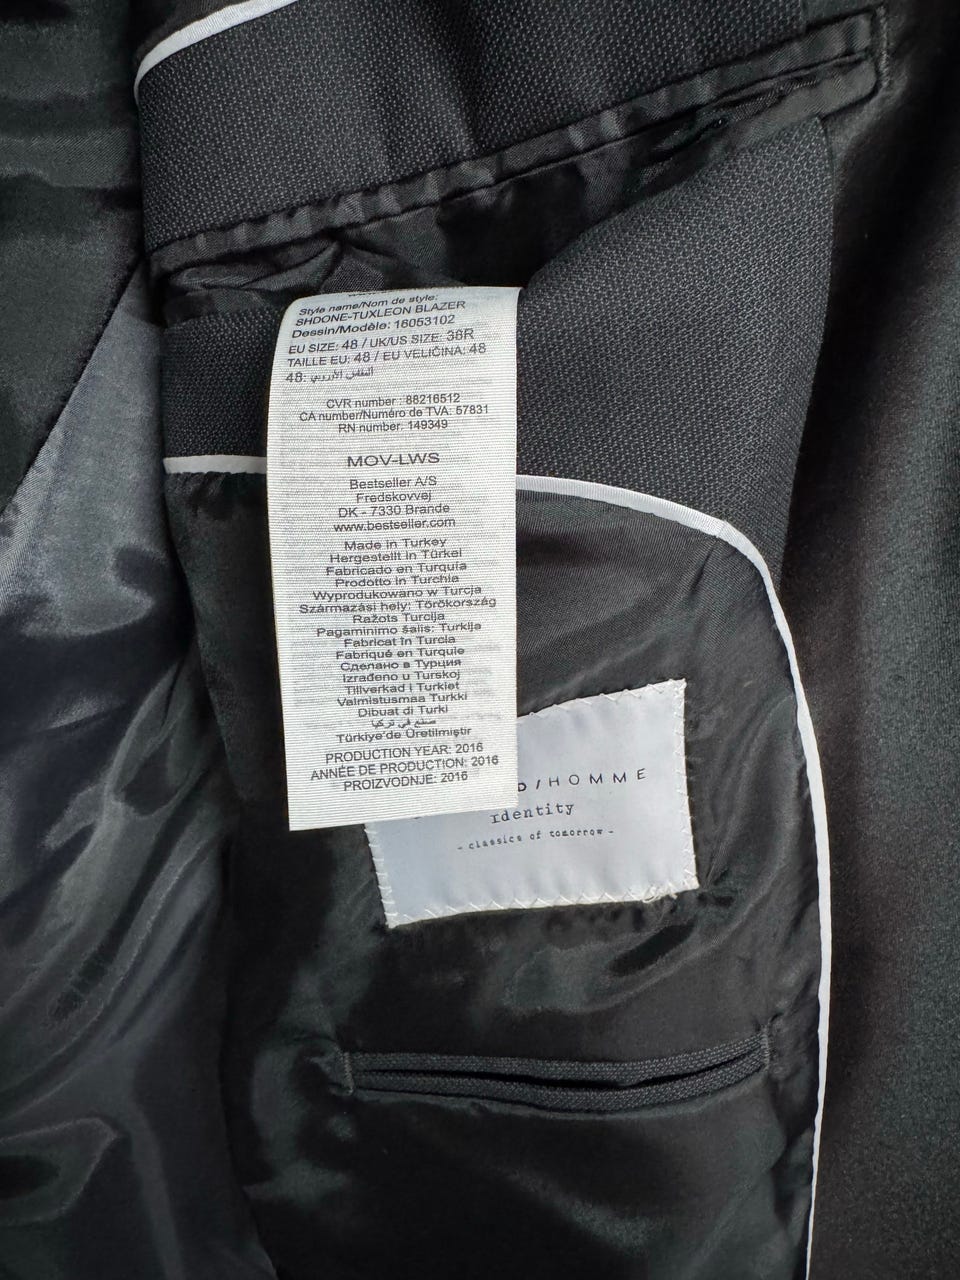 Style name/Nom de style:
SHDONE-TUXLEON BLAZER
Dessin/Modèle: 16053102
EU SIZE: 48 / UK/US SIZE: 38R
TAILLE EU: 48 / EU VELIČINA: 48
48: المقاس الأزروبي
CVR number : 88216512
CA number/Numéro de TVA: 57831
RN number: 149349
MOV-LWS
Bestseller A/S
Fredskovvej
DK - 7330 Brande
www.bestseller.com
Made in Turkey
Hergestellt in Türkei
Fabricado en Turquía
Prodotto in Turchia
Wyprodukowano w Turcja
Származási hely: Törökország
Ražots Turcija
Pagaminimo šalis: Turkija
Fabricat în Turcia
Fabriqué en Turquie
Сделано в Турция
Izrađeno u Turskoj
Tillverkad i Turkiet
Valmistusmaa Turkki
Dibuat di Turki
صنع في تركيا
Türkiye'de Üretilmiştir
PRODUCTION YEAR: 2016
ANNÉE DE PRODUCTION: 2016
PROIZVODNJE: 2016
D/HOMME
Identity
- classics of tomorrow -